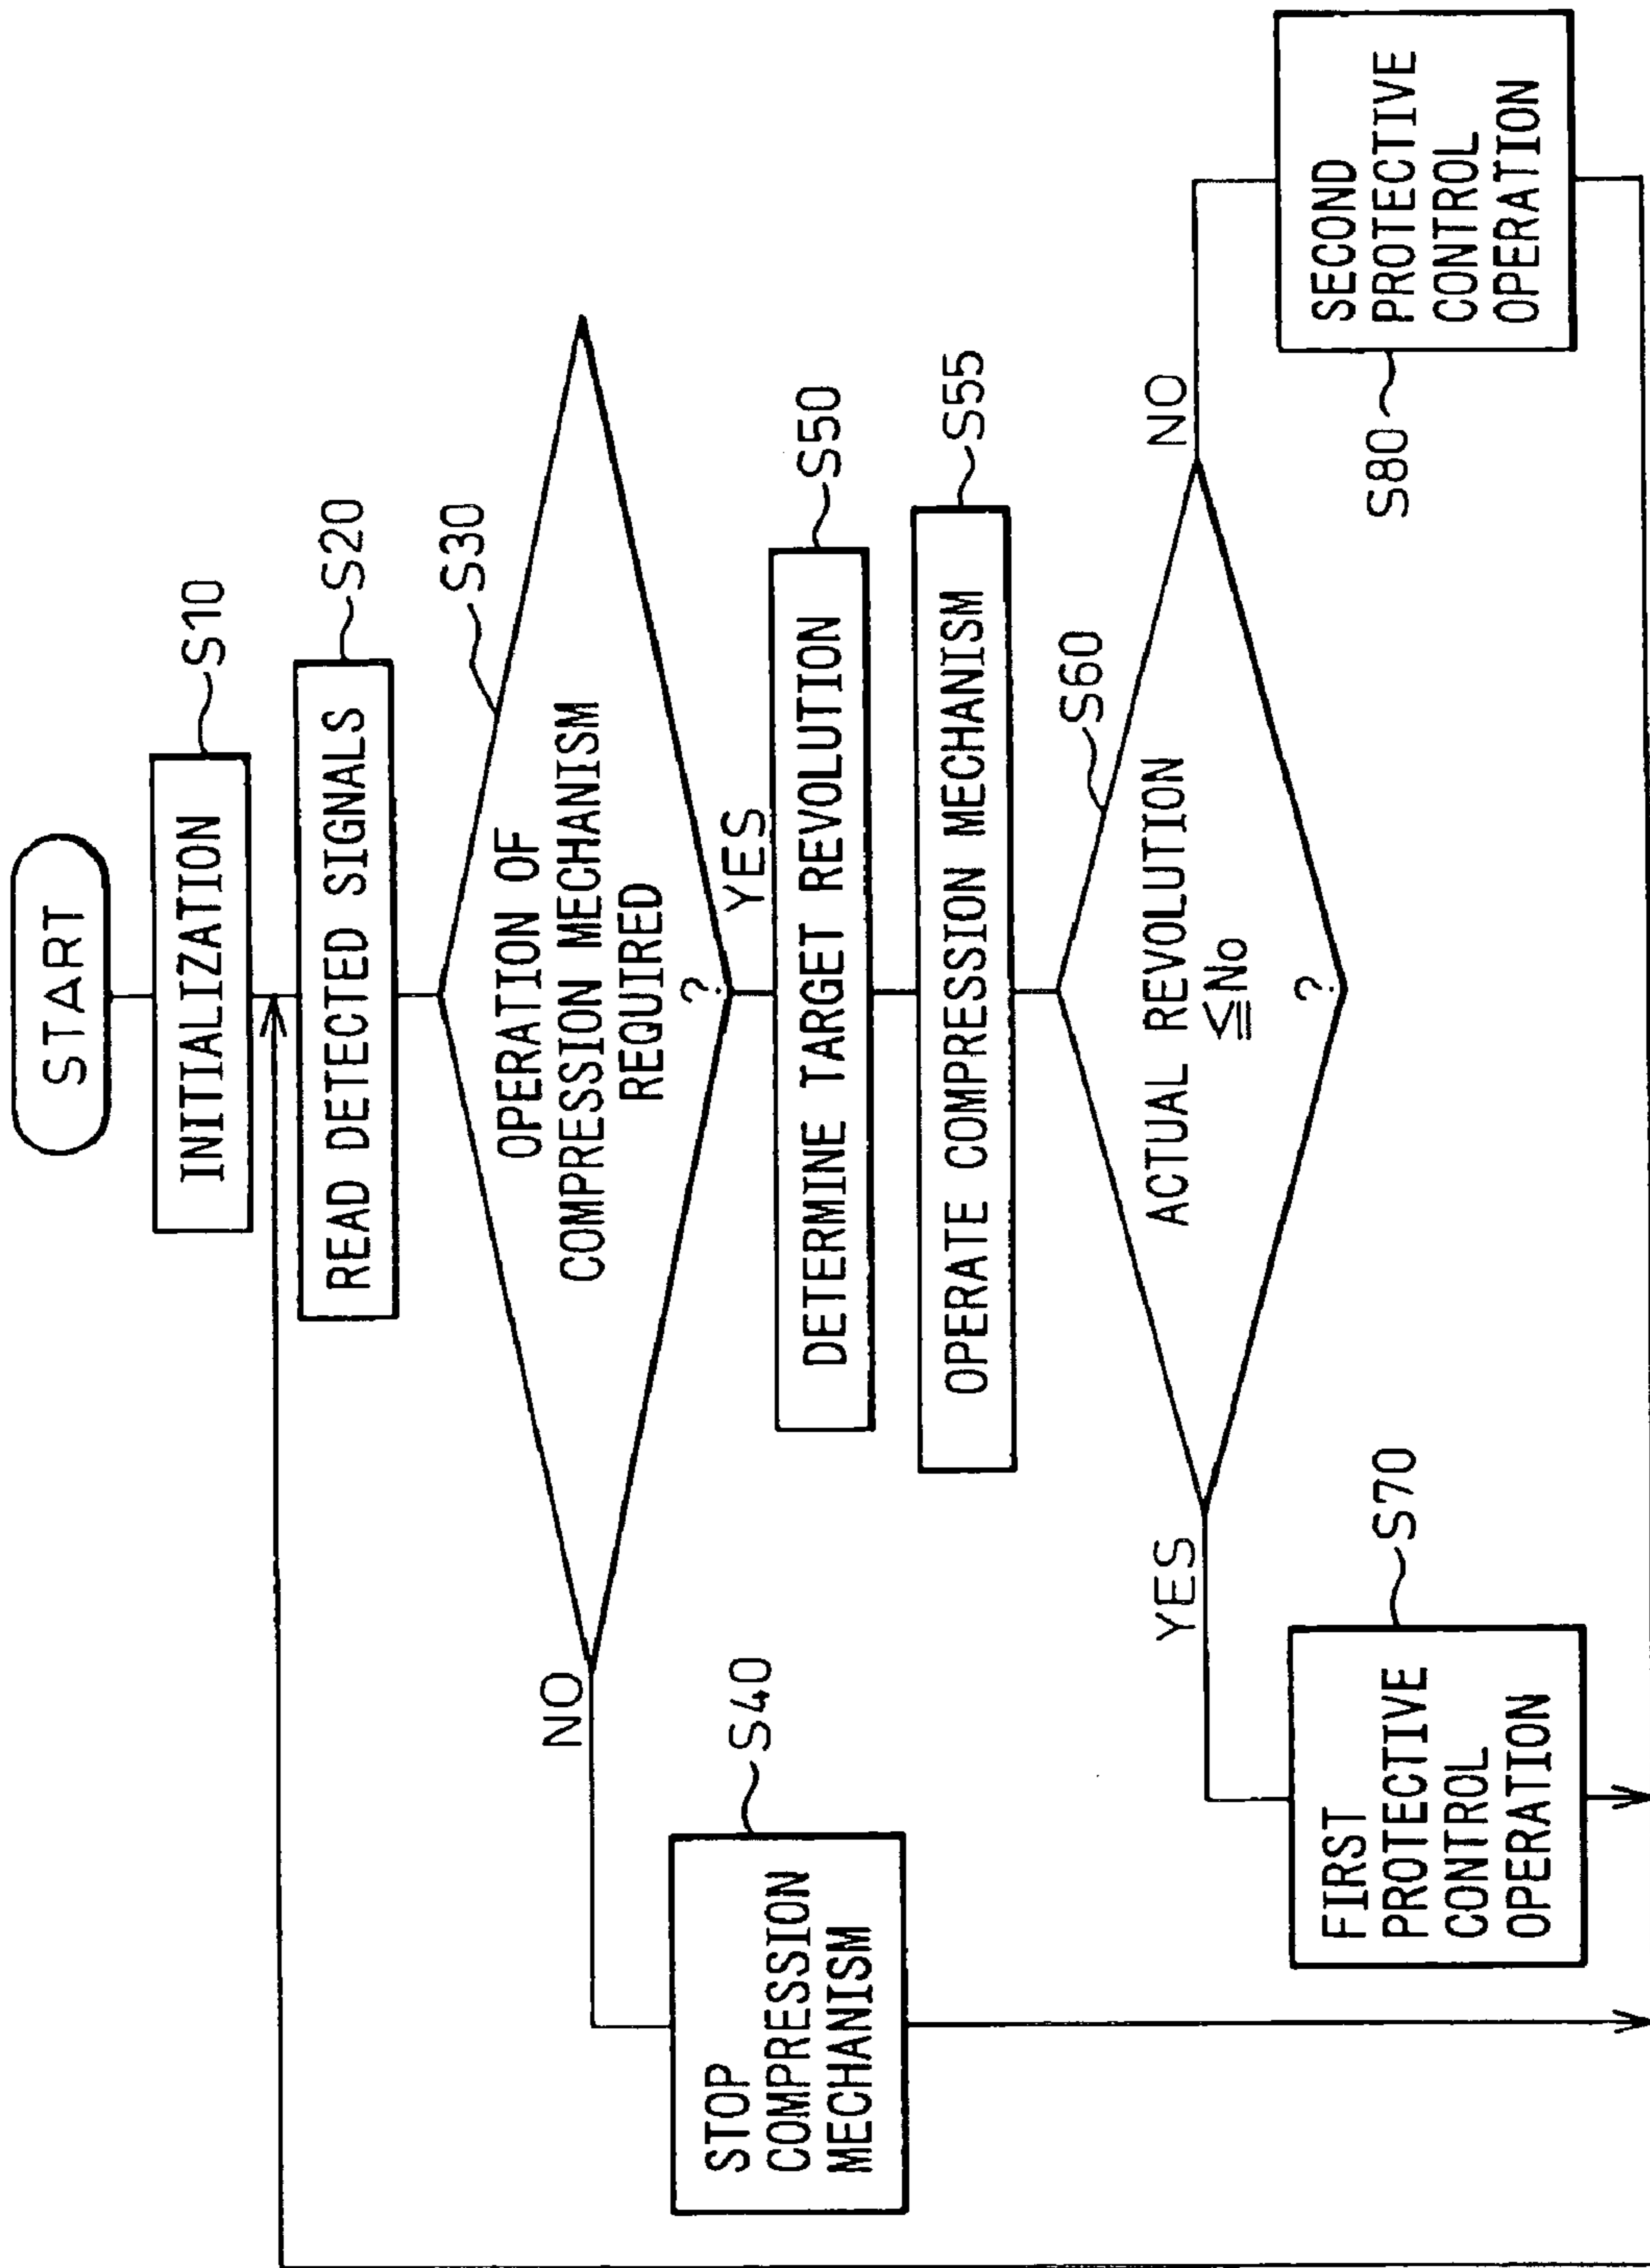 START
INITIALIZATION
S10
READ DETECTED SIGNALS
S20
OPERATION OF
COMPRESSION MECHANISM
REQUIRED
?
S30
NO
YES
STOP
COMPRESSION
MECHANISM
S40
DETERMINE TARGET REVOLUTION
S50
OPERATE COMPRESSION MECHANISM
S55
ACTUAL REVOLUTION
≦No
?
S60
YES
NO
FIRST
PROTECTIVE
CONTROL
OPERATION
S70
SECOND
PROTECTIVE
CONTROL
OPERATION
S80